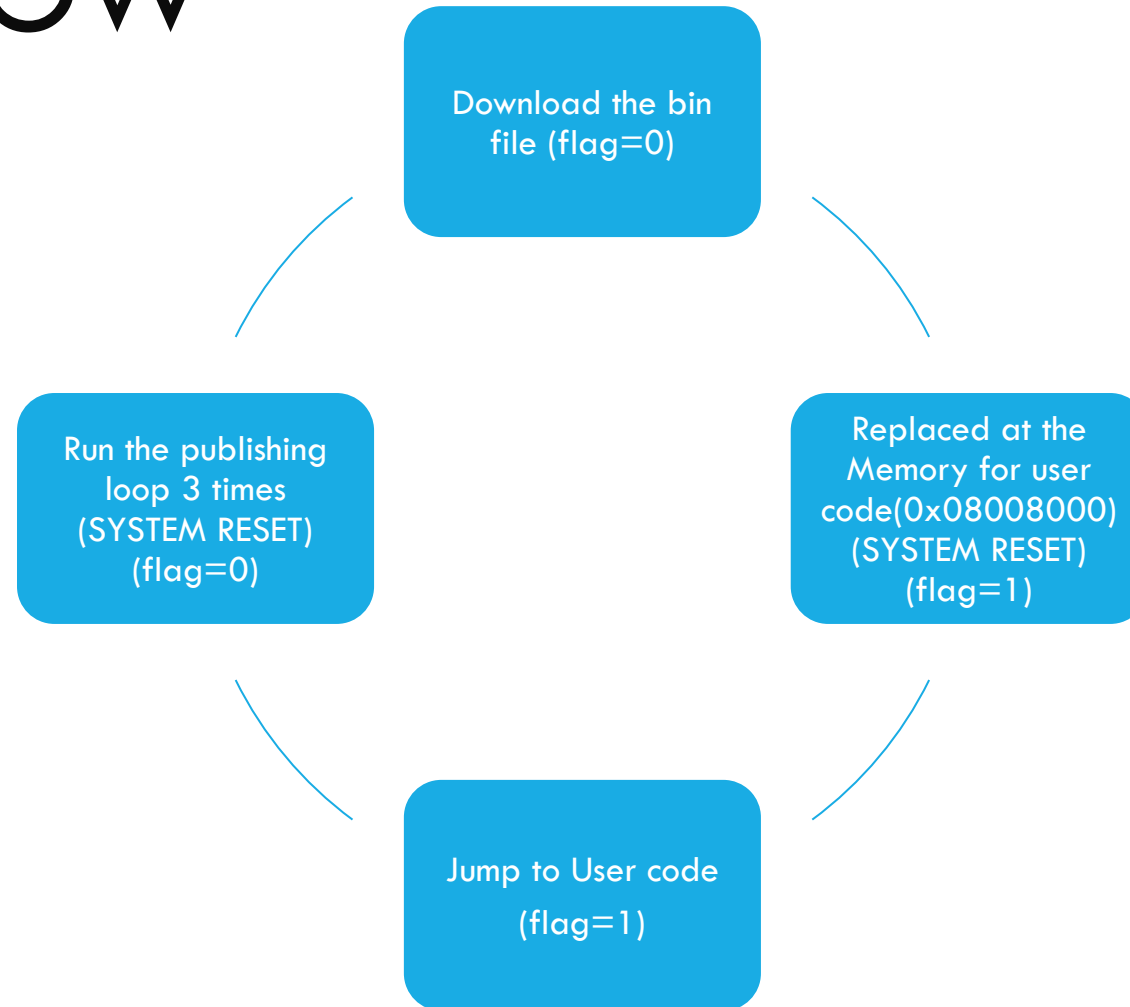 Download the bin
file (flag=0)
Run the publishing
loop 3 times
(SYSTEM RESET)
(flag=0)
Replaced at the
Memory for user
code(0x08008000)
(SYSTEM RESET)
(flag=1)
Jump to User code
(flag=1)